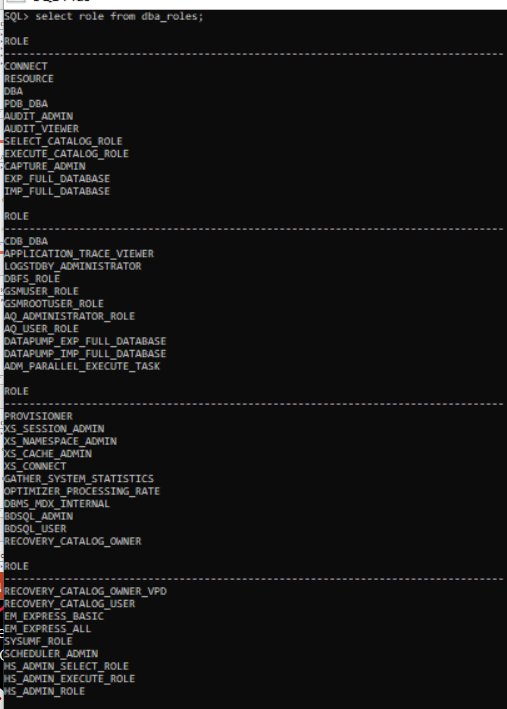 SQL> select role from dba_roles;
ROLE
--------------------------------------------------------------------------------
CONNECT
RESOURCE
DBA
PDB_DBA
AUDIT_ADMIN
AUDIT_VIEWER
SELECT_CATALOG_ROLE
EXECUTE_CATALOG_ROLE
CAPTURE_ADMIN
EXP_FULL_DATABASE
IMP_FULL_DATABASE
ROLE
--------------------------------------------------------------------------------
CDB_DBA
APPLICATION_TRACE_VIEWER
LOGSTDBY_ADMINISTRATOR
DBFS_ROLE
GSMUSER_ROLE
GSMROOTUSER_ROLE
AQ_ADMINISTRATOR_ROLE
AQ_USER_ROLE
DATAPUMP_EXP_FULL_DATABASE
DATAPUMP_IMP_FULL_DATABASE
ADM_PARALLEL_EXECUTE_TASK
ROLE
--------------------------------------------------------------------------------
PROVISIONER
XS_SESSION_ADMIN
XS_NAMESPACE_ADMIN
XS_CACHE_ADMIN
XS_CONNECT
GATHER_SYSTEM_STATISTICS
OPTIMIZER_PROCESSING_RATE
DBMS_MDX_INTERNAL
BDSQL_ADMIN
BDSQL_USER
RECOVERY_CATALOG_OWNER
ROLE
--------------------------------------------------------------------------------
RECOVERY_CATALOG_OWNER_VPD
RECOVERY_CATALOG_USER
EM_EXPRESS_BASIC
EM_EXPRESS_ALL
SYSUMF_ROLE
SCHEDULER_ADMIN
HS_ADMIN_SELECT_ROLE
HS_ADMIN_EXECUTE_ROLE
HS_ADMIN_ROLE